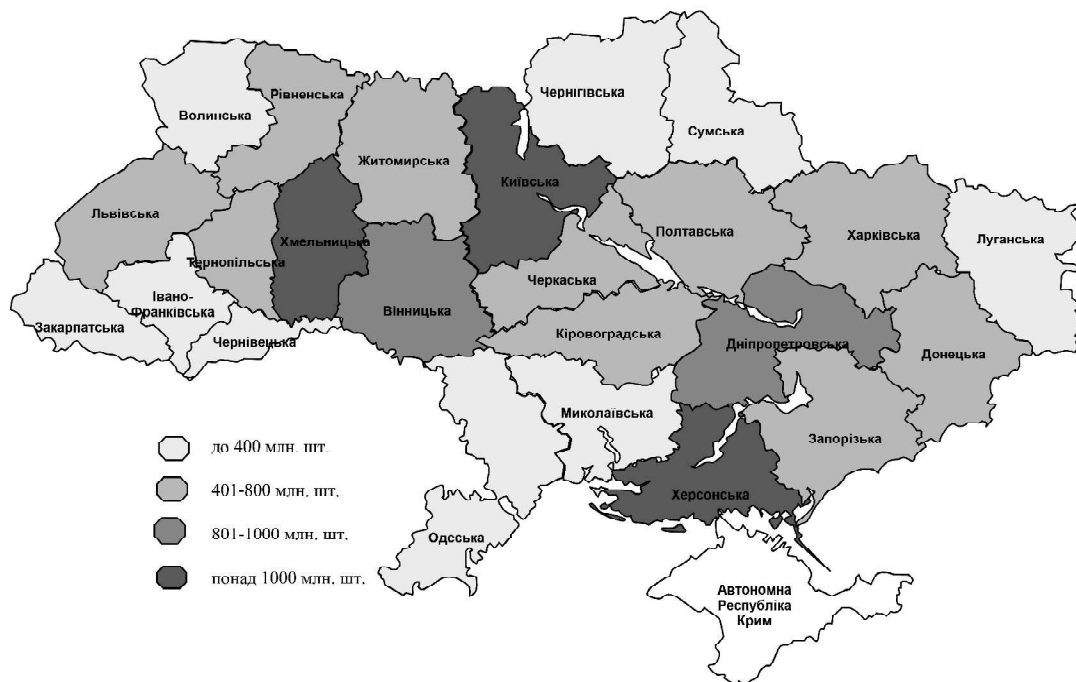 Чернігівська
Рівненська
Волинська
Сумська
Житомирська
Київська
Львівська
Полтавська
Харківська
Луганська
Хмельницька
Тернопільська
Черкаська
Івано-
Франківська
Вінницька
Закарпатська
Чернівецька
Кіровоградська
Дніпропетровська
Донецька
Миколаївська
Запорізька
до 400 млн. шт.
401-800 млн. шт.
Херсонська
801-1000 млн. шт.
Одсська
понад 1000 млн. шт.
Автономна
Республіка
Крим